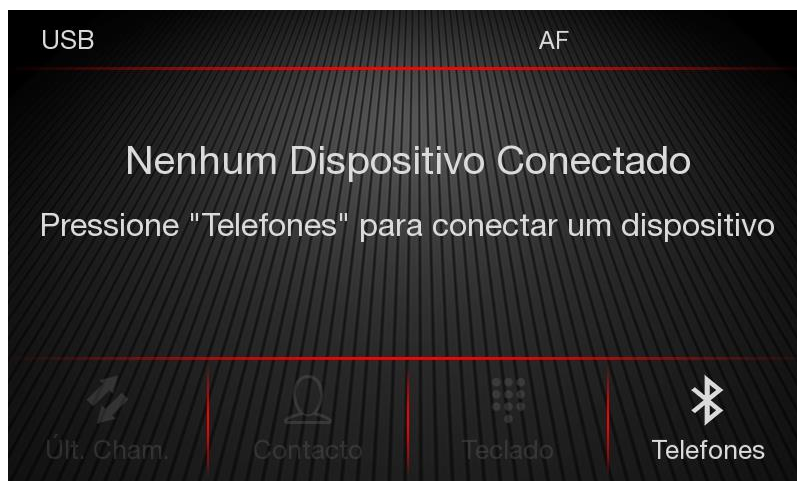 USB AF
Nenhum Dispositivo Conectado
Pressione "Telefones" para conectar um dispositivo
Últ. Cham. Contacto Teclado Telefones